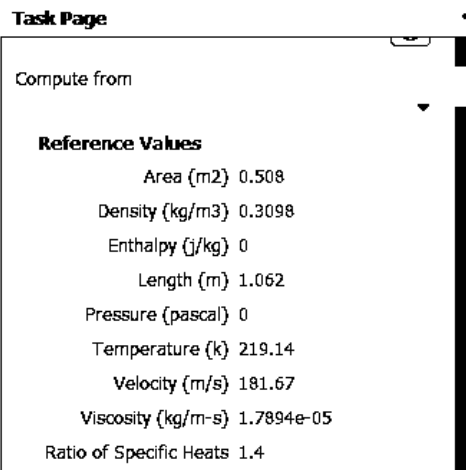 Task Page
Compute from
Reference Values
Area (m2) 0.508
Density (kg/m3) 0.3098
Enthalpy (j/kg) 0
Length (m) 1.062
Pressure (pascal) 0
Temperature (k) 219.14
Velocity (m/s) 181.67
Viscosity (kg/m-s) 1.7894e-05
Ratio of Specific Heats 1.4